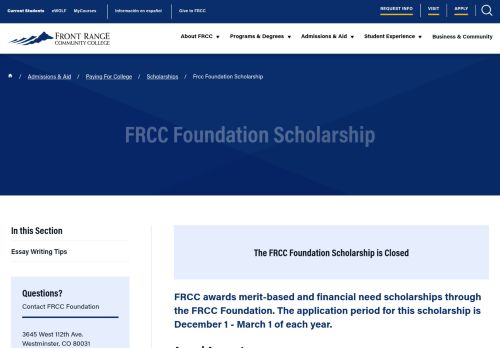 Current Students eWOLF MyCourses Información en español Give to FRCC REQUEST INFO VISIT APPLY
FRONT RANGE
COMMUNITY COLLEGE
About FRCC Programs & Degrees Admissions & Aid Student Experience Business & Community
/ Admissions & Aid / Paying For College / Scholarships / Frcc Foundation Scholarship
FRCC Foundation Scholarship
In this Section
Essay Writing Tips
Questions?
Contact FRCC Foundation
3645 West 112th Ave.
Westminster, CO 80031
The FRCC Foundation Scholarship is Closed
FRCC awards merit-based and financial need scholarships through
the FRCC Foundation. The application period for this scholarship is
December 1 - March 1 of each year.